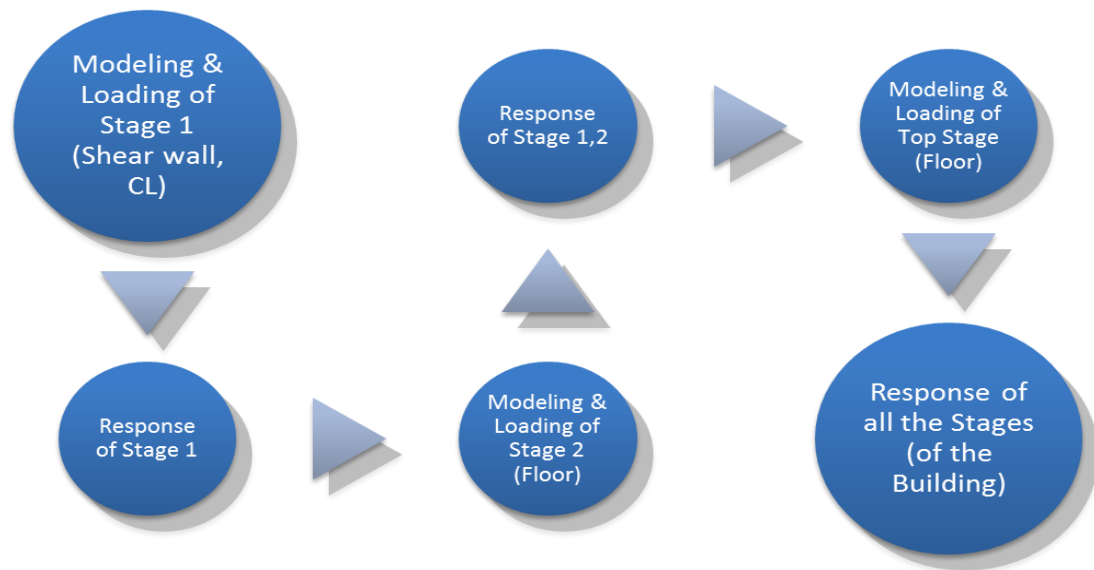 Modeling &
Loading of
Stage 1
(Shear wall,
CL)
Response
of Stage 1
Modeling &
Loading of
Stage 2
(Floor)
Response
of Stage 1,2
Modeling &
Loading of
Top Stage
(Floor)
Response of
all the Stages
(of the
Building)